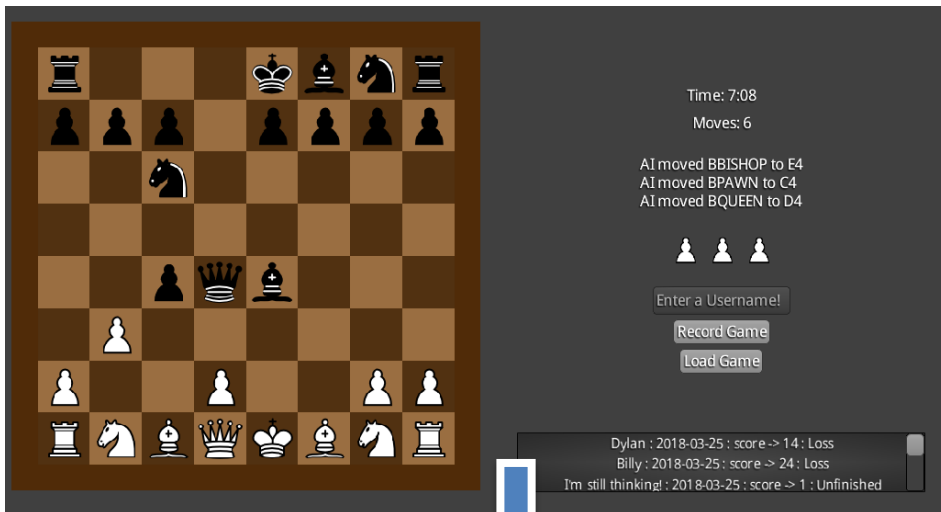 Time: 7:08
Moves: 6
AI moved BBISHOP to E4
AI moved BPAWN to C4
AI moved BQUEEN to D4
Enter a Username!
Record Game
Load Game
Dylan : 2018-03-25 : score -> 14 : Loss
Billy : 2018-03-25 : score -> 24 : Loss
I'm still thinking! : 2018-03-25 : score -> 1 : Unfinished